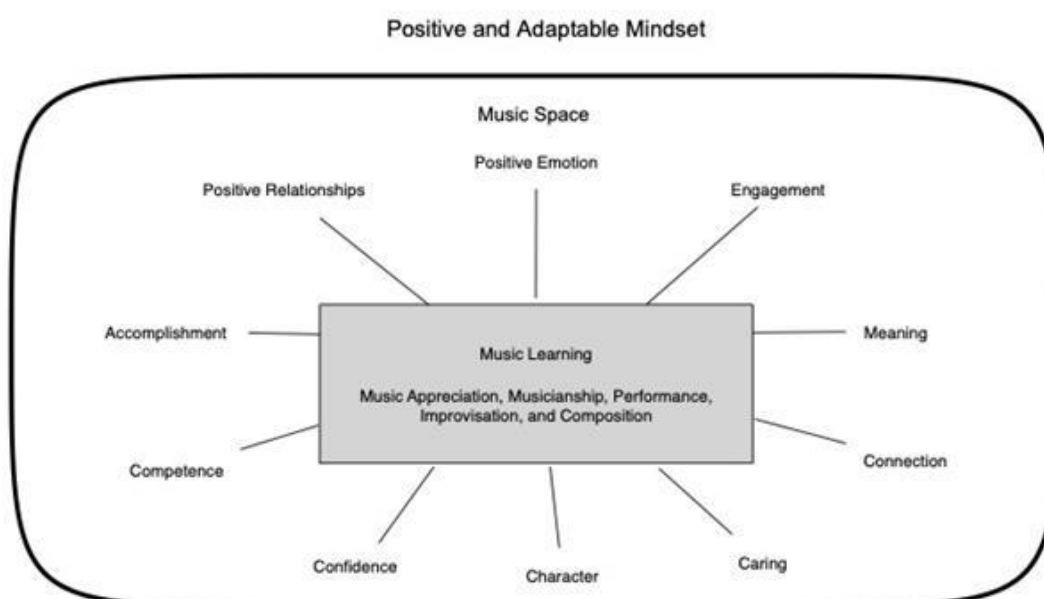 Positive and Adaptable Mindset
Music Space
Positive Emotion
Positive Relationships
Engagement
Accomplishment
Meaning
Music Learning
Music Appreciation, Musicianship, Performance,
Improvisation, and Composition
Competence
Connection
Confidence
Character
Caring